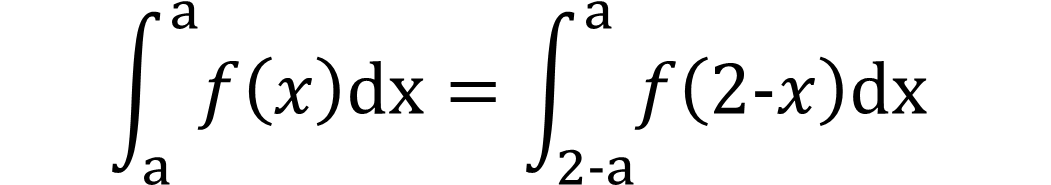 ∫ₐᵃ f(x)dx = ∫₂₋ₐᵃ f(2-x)dx